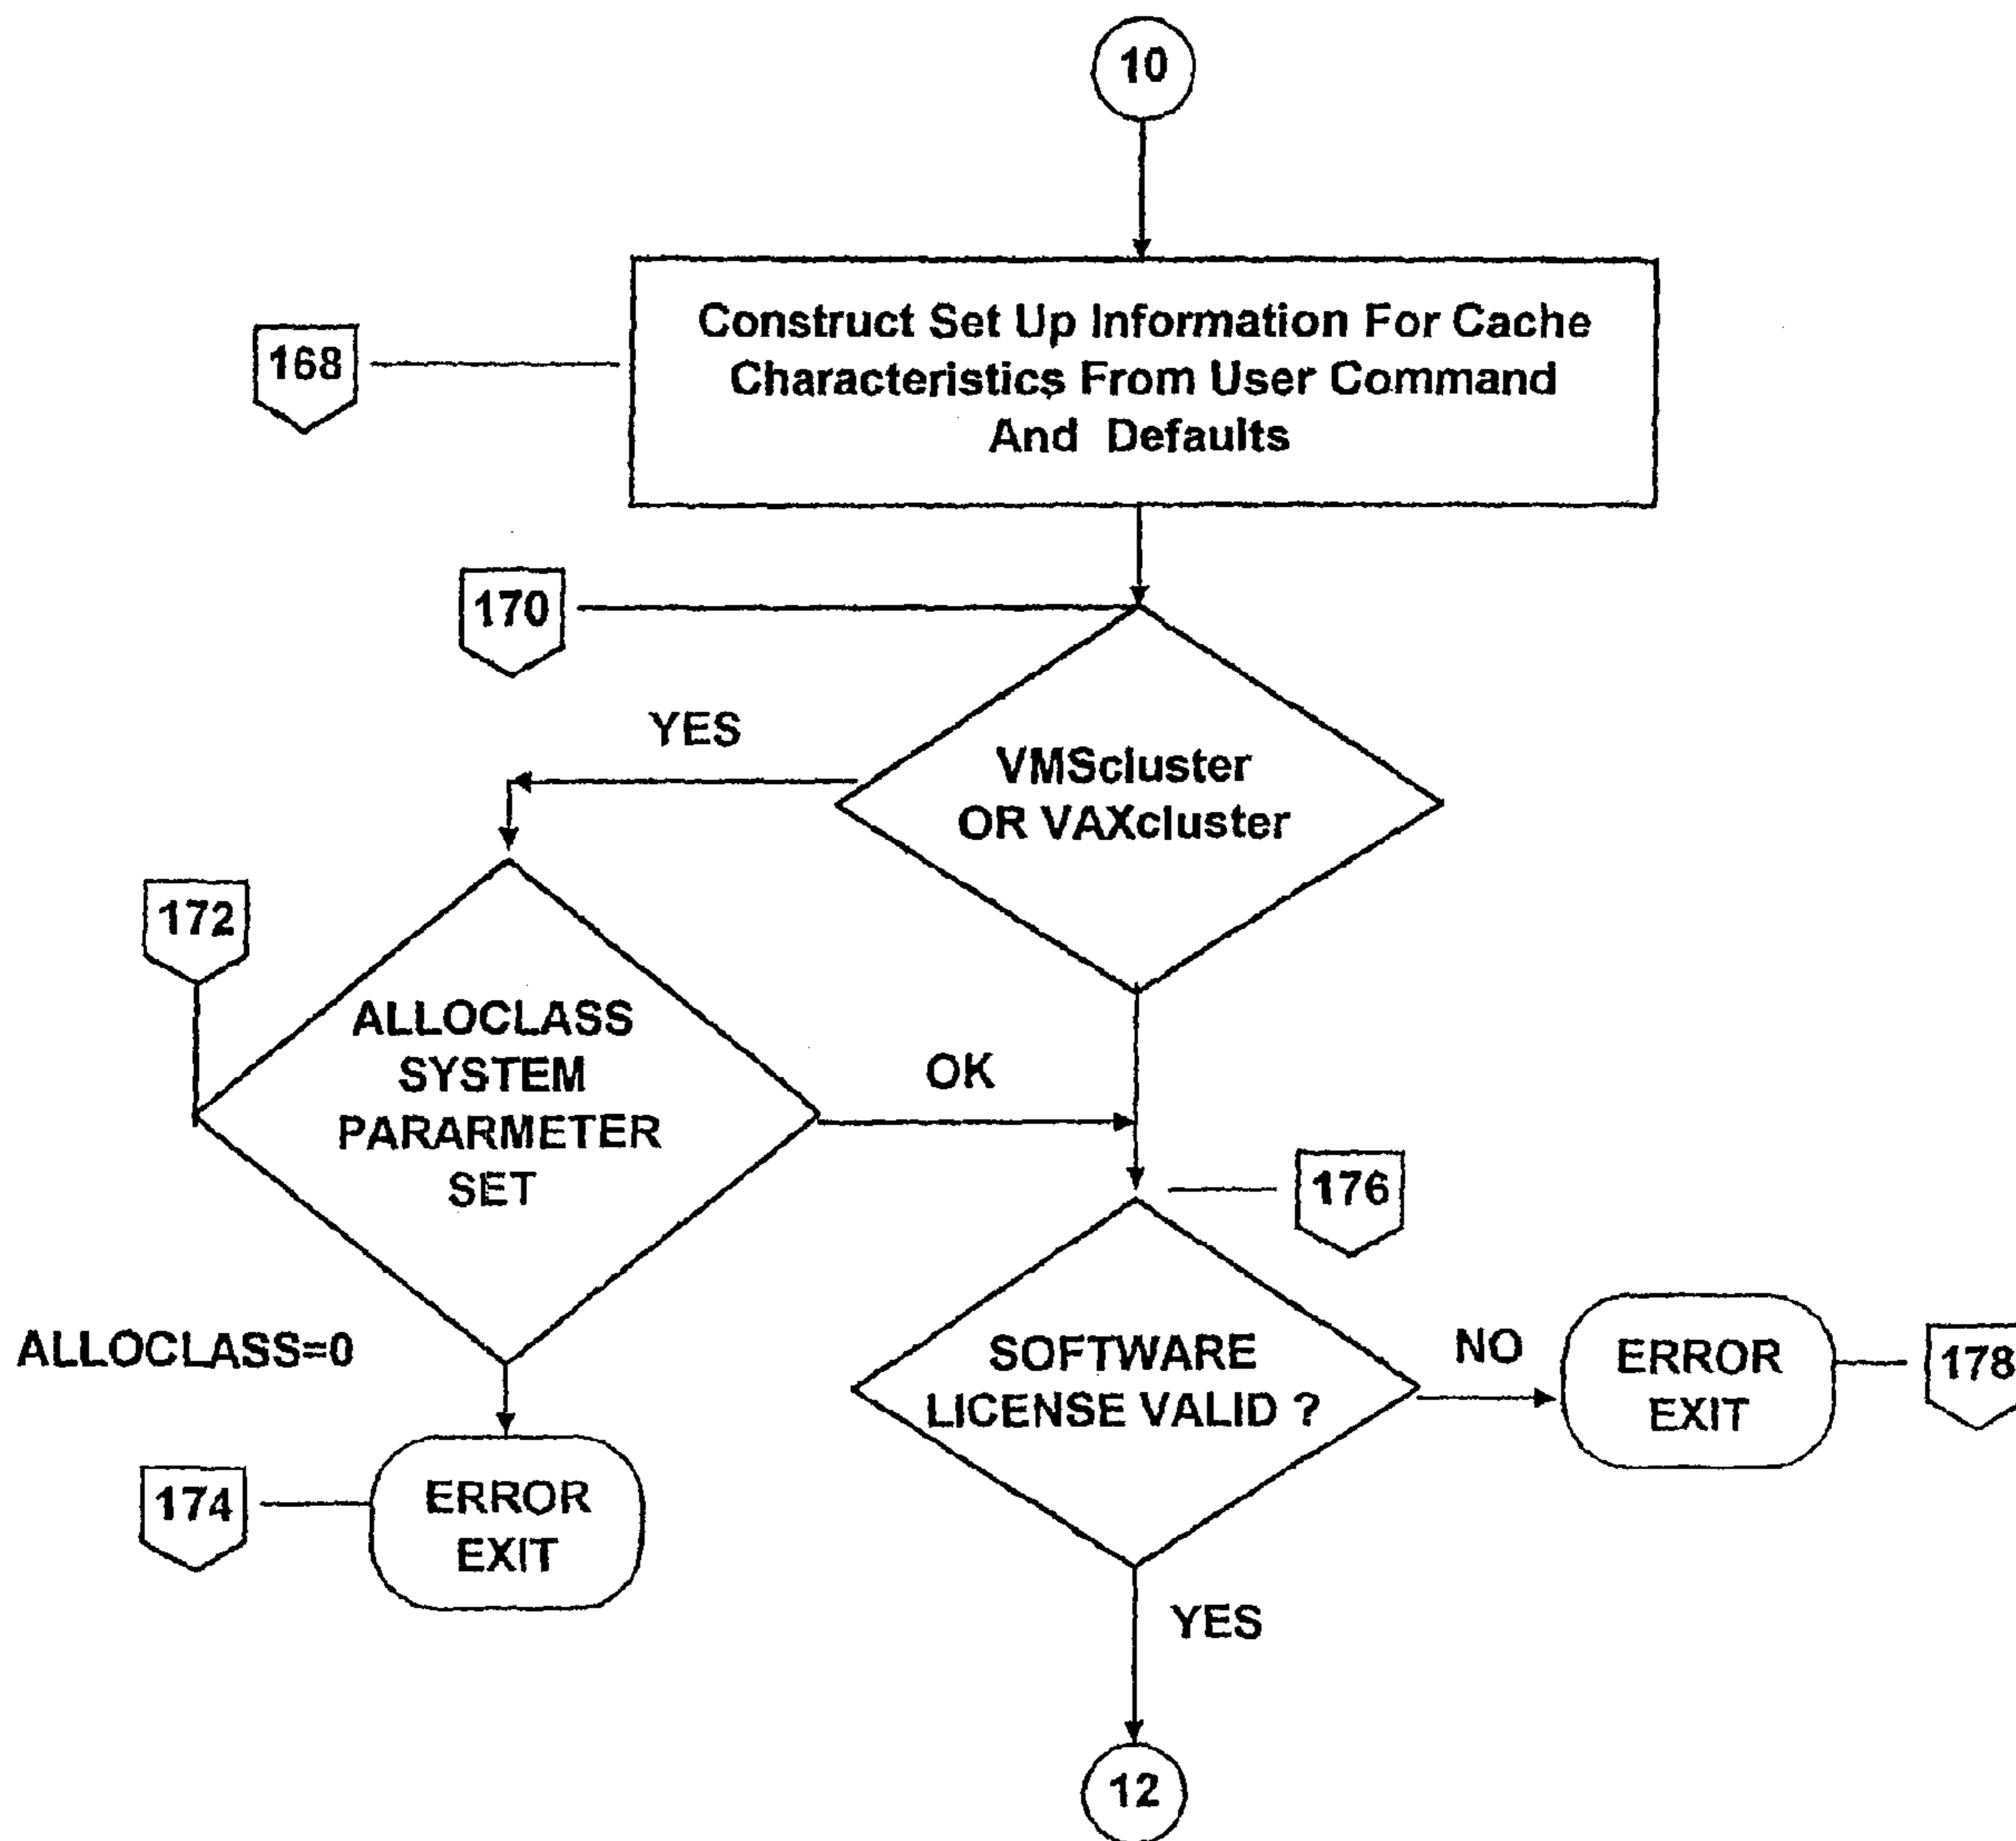 10
168
Construct Set Up Information For Cache
Characteristics From User Command
And Defaults
170
YES
VMScluster
OR VAXcluster
172
ALLOCLASS
SYSTEM
PARARMETER
SET
OK
176
ALLOCLASS=0
SOFTWARE
LICENSE VALID ?
NO
ERROR
EXIT
178
174
ERROR
EXIT
YES
12